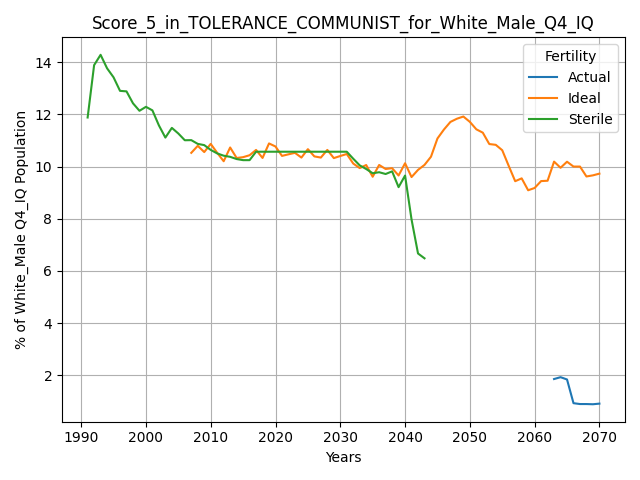 Score_5_in_TOLERANCE_COMMUNIST_for_White_Male_Q4_IQ
Fertility
Actual
Ideal
Sterile
% of White_Male Q4_IQ Population
14
12
10
8
6
4
2
1990 2000 2010 2020 2030 2040 2050 2060 2070
Years